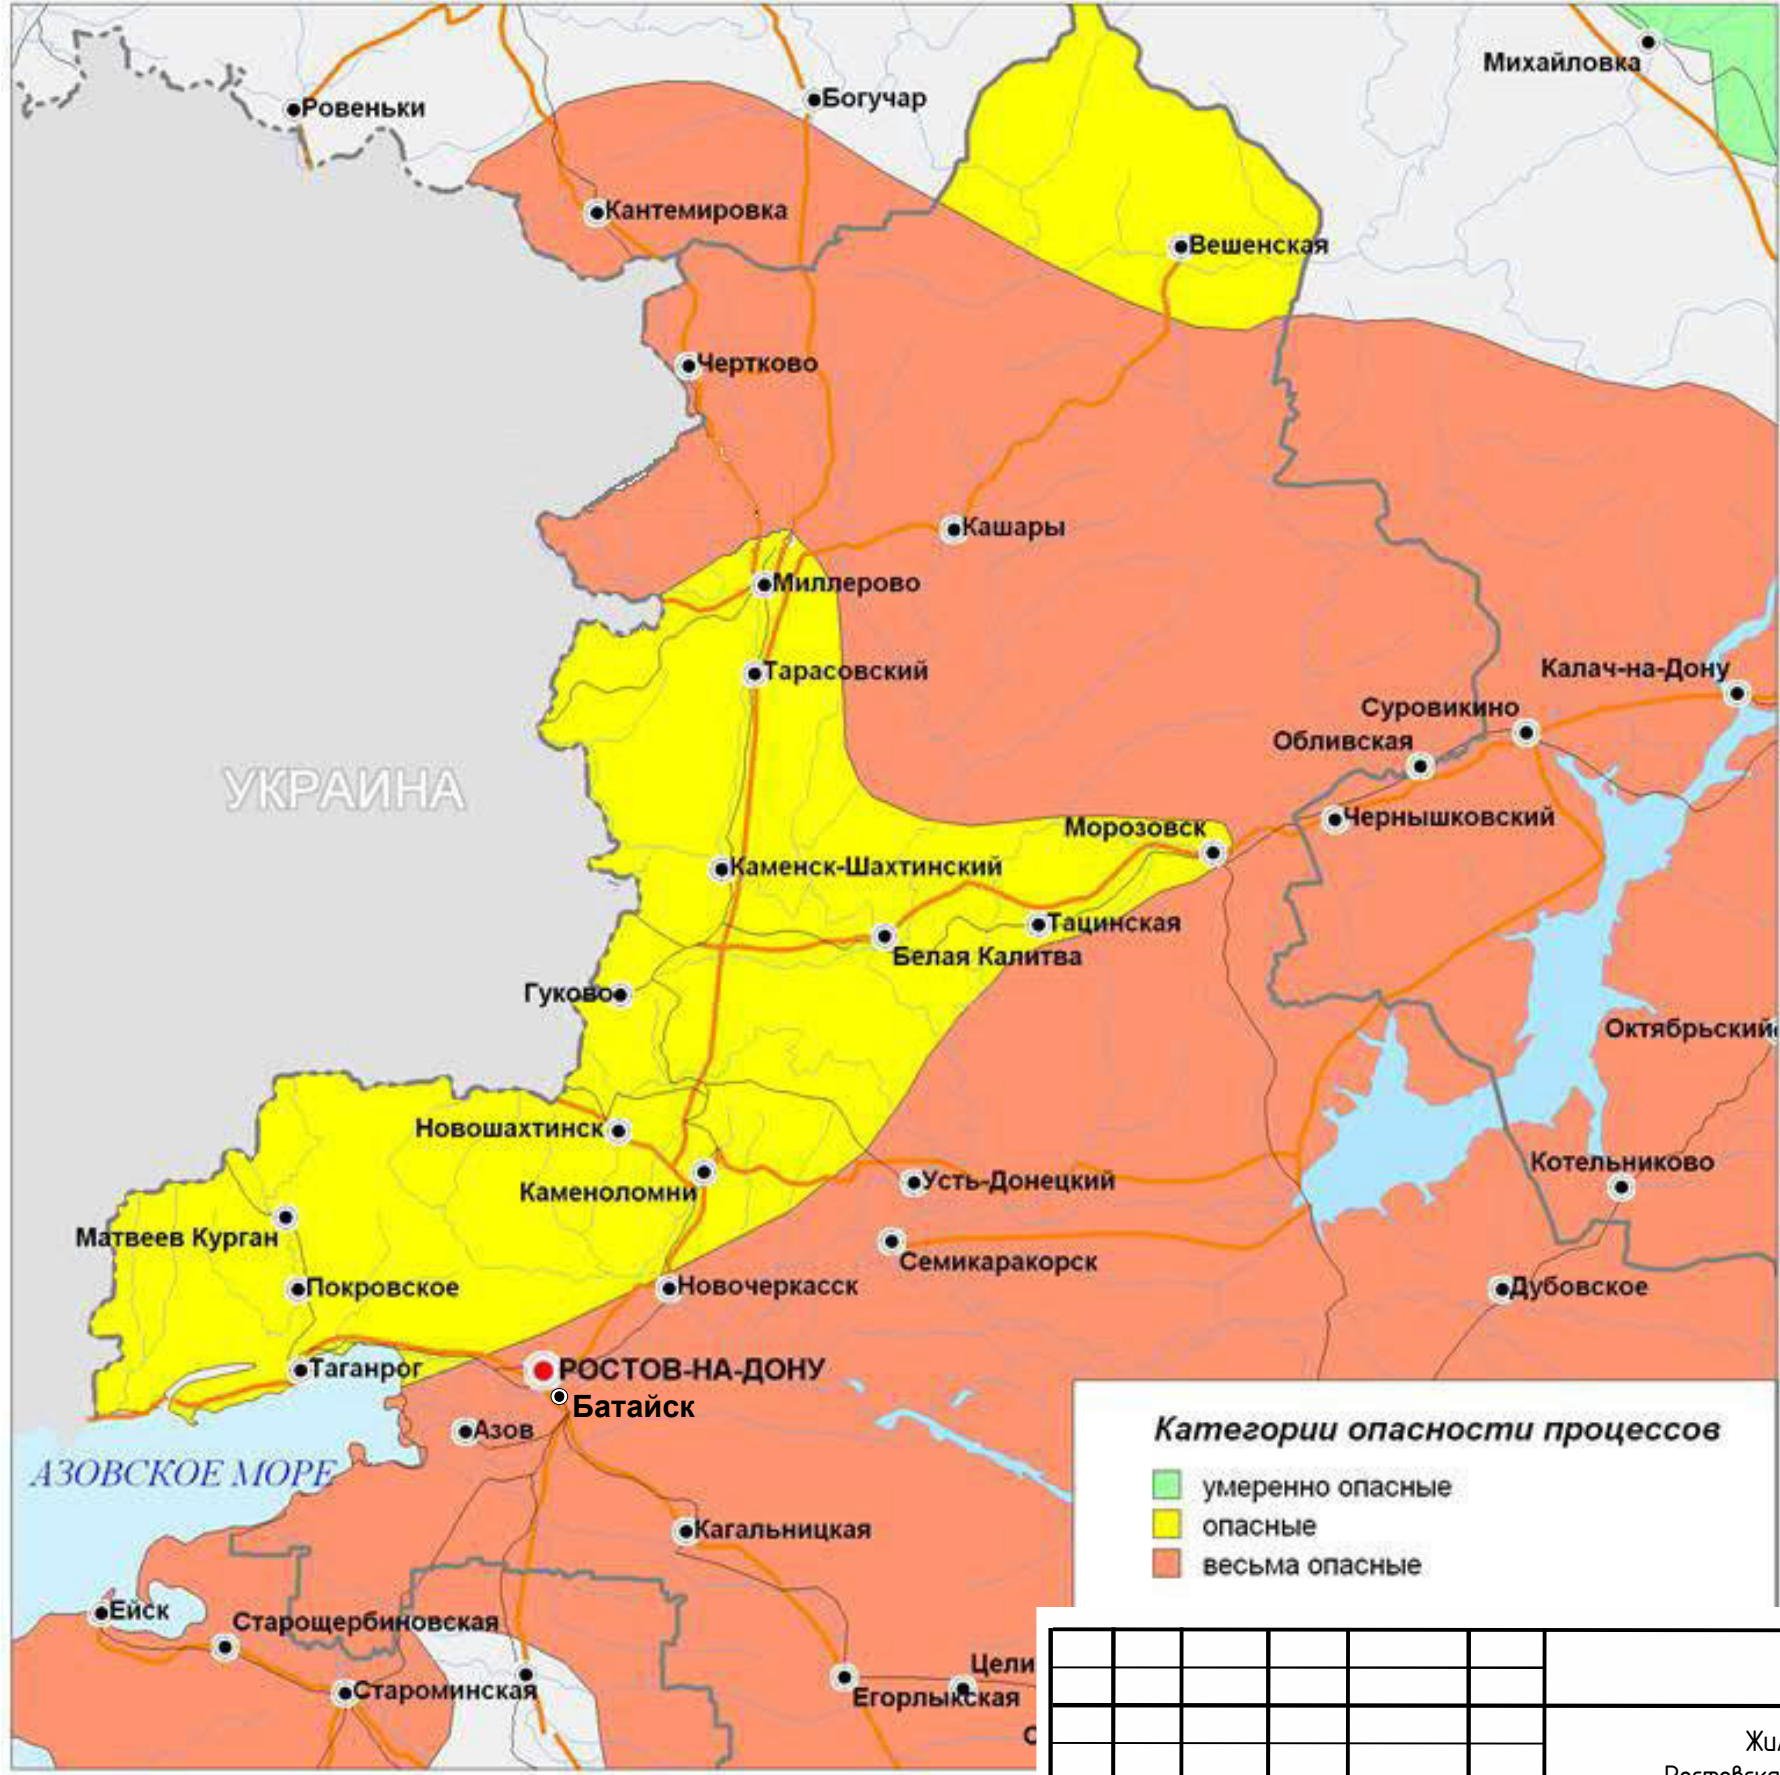 Михайловка
Богучар
Ровеньки
Кантемировка
Вешенская
Чертково
Кашары
Миллерово
Тарасовский
Калач-на-Дону
Суровикино
Обливская
УКРАИНА
Чернышковский
Морозовск
Каменск-Шахтинский
Тацинская
Белая Калитва
Гуково
Октябрьский
Новошахтинск
Котельниково
Усть-Донецкий
Каменоломни
Матвеев Курган
Семикаракорск
Покровское
Новочеркасск
Дубовское
Таганрог
РОСТОВ-НА-ДОНУ
Батайск
Азов
АЗОВСКОЕ МОРЕ
Категории опасности процессов
умеренно опасные
опасные
весьма опасные
Кагальницкая
Ейск
Старощербиновская
Цели
Староминская
Егорлыкская